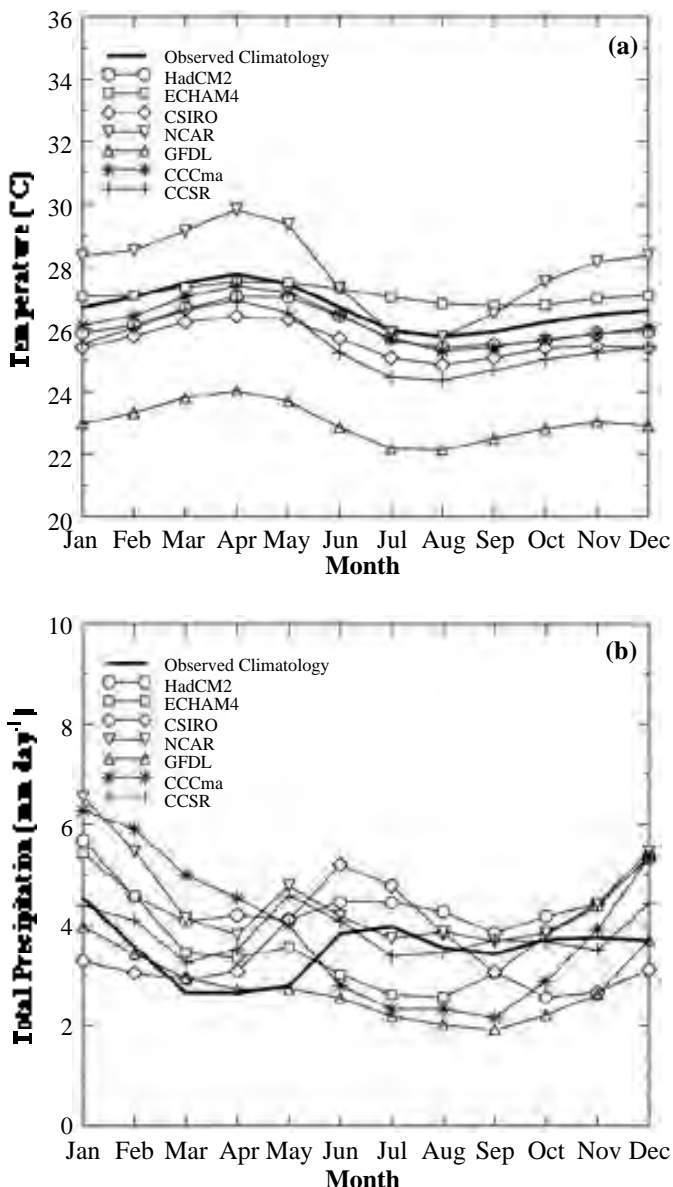 36
(a)
Observed Climatology
34
HadCM2
ECHAM4
32
CSIRO
NCAR
GFDL
30
CCCma
CCSR
28
Temperature (°C)
26
24
22
20
Jan Feb Mar Apr May Jun Jul Aug Sep Oct Nov Dec
Month
10
(b)
Observed Climatology
HadCM2
8
ECHAM4
CSIRO
NCAR
GFDL
CCCma
CCSR
6
Total Precipitation (mm day-1)
4
2
0
Jan Feb Mar Apr May Jun Jul Aug Sep Oct Nov Dec
Month